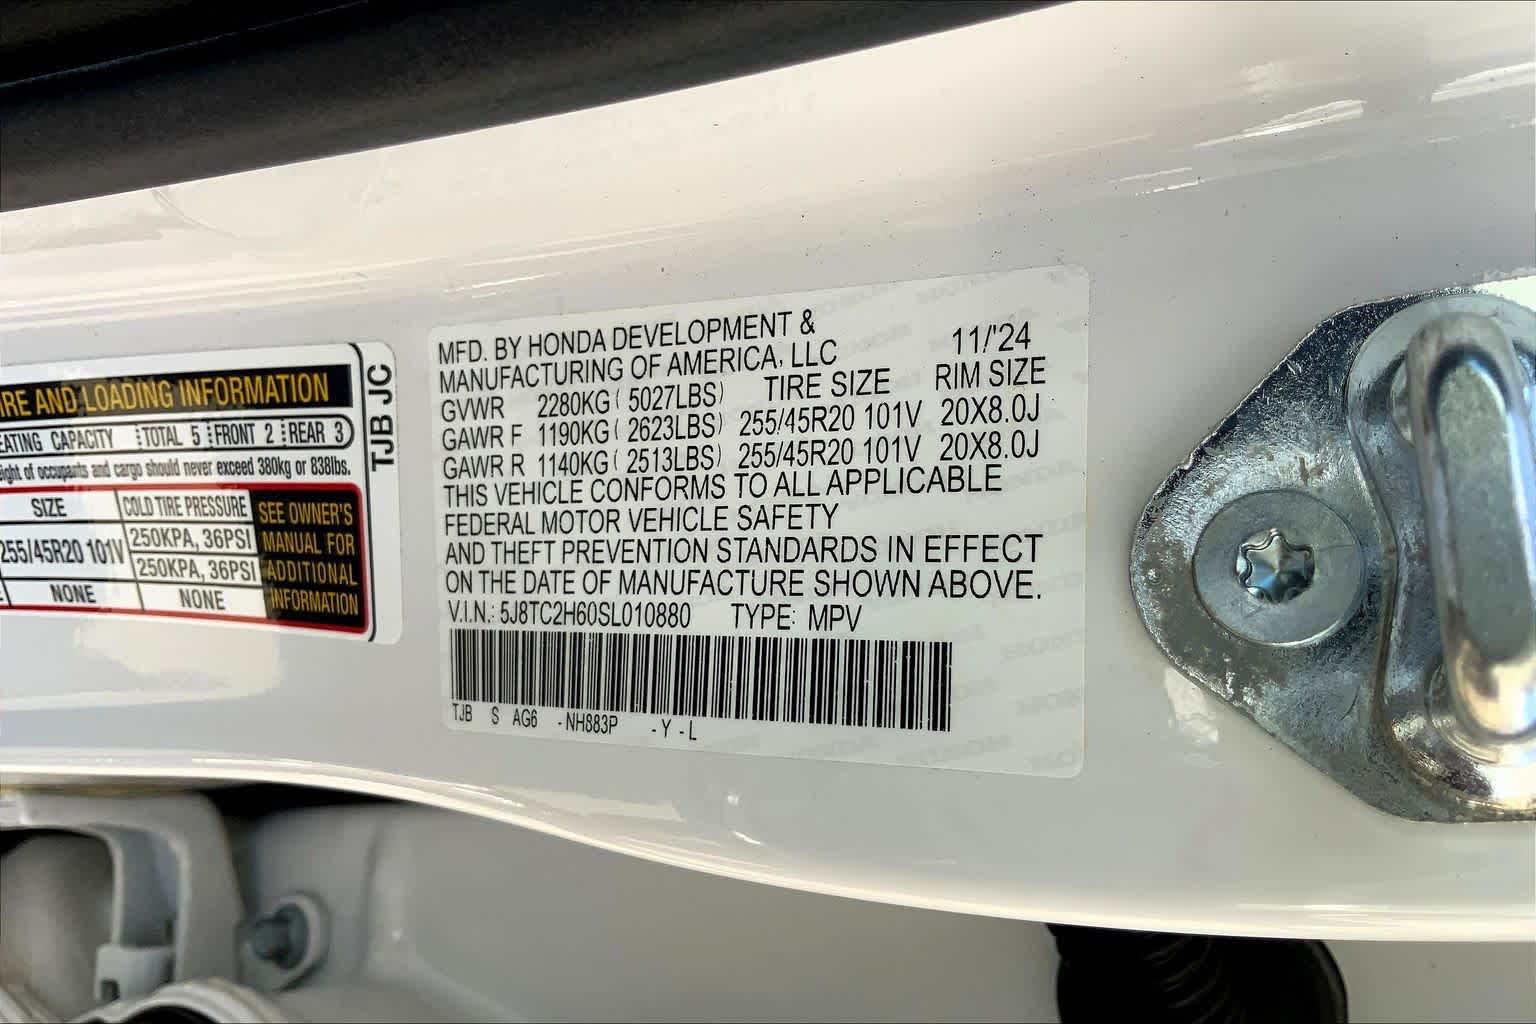 IRE AND LOADING INFORMATION
EATING CAPACITY TOTAL 5 FRONT 2 REAR 3
eight of occupants and cargo should never exceed 380kg or 838lbs.
SIZE COLD TIRE PRESSURE SEE OWNER'S
255/45R20 101V 250KPA, 36PSI MANUAL FOR
250KPA, 36PSI ADDITIONAL
NONE NONE INFORMATION
TJB JC
MFD. BY HONDA DEVELOPMENT &
MANUFACTURING OF AMERICA, LLC 11/'24
GVWR 2280KG ( 5027LBS) TIRE SIZE RIM SIZE
GAWR F 1190KG ( 2623LBS) 255/45R20 101V 20X8.0J
GAWR R 1140KG ( 2513LBS) 255/45R20 101V 20X8.0J
THIS VEHICLE CONFORMS TO ALL APPLICABLE
FEDERAL MOTOR VEHICLE SAFETY
AND THEFT PREVENTION STANDARDS IN EFFECT
ON THE DATE OF MANUFACTURE SHOWN ABOVE.
V.I.N.: 5J8TC2H60SL010880 TYPE: MPV
TJB S AG6 -NH883P -Y-L